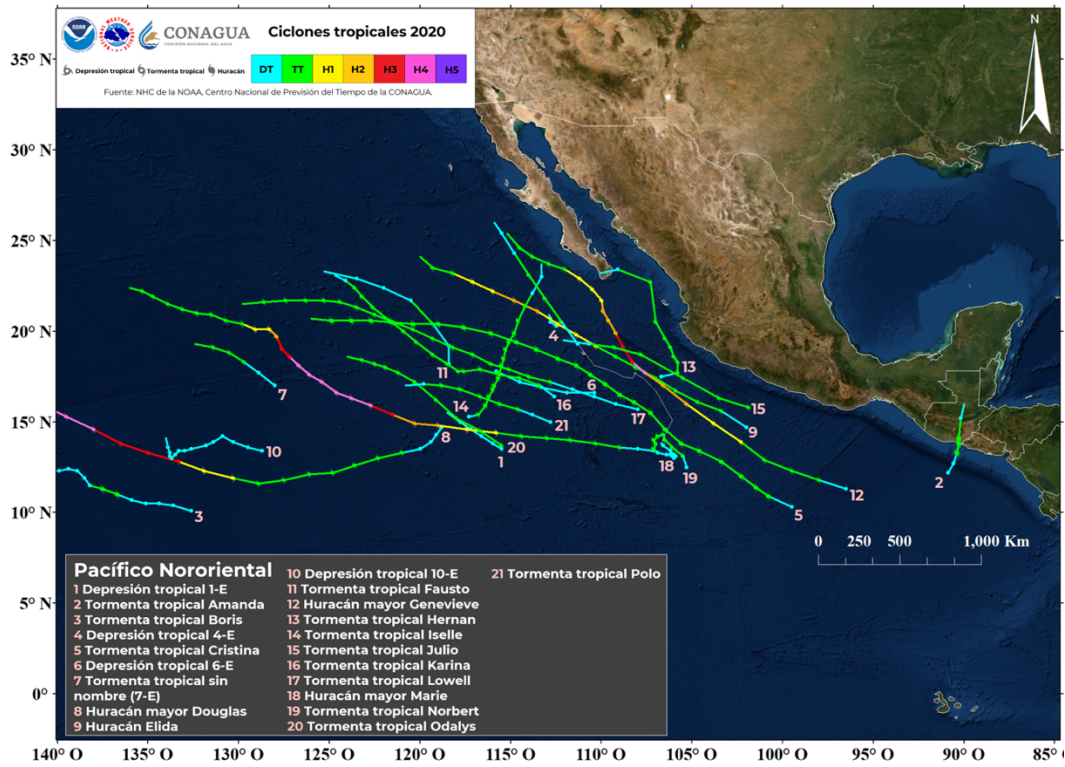 NOAA
CONAGUA
COMISIÓN NACIONAL DEL AGUA
Ciclones tropicales 2020
Depresión tropical Tormenta tropical Huracán
DT TT H1 H2 H3 H4 H5
Fuente: NHC de la NOAA, Centro Nacional de Previsión del Tiempo de la CONAGUA.
N
35° N
30° N
25° N
20° N
15° N
10° N
5° N
0°
4
13
11
6
7
16
17
15
14
21
9
8
20
10
1
18
19
2
12
3
5
0 250 500 1,000 Km
Pacífico Nororiental
1 Depresión tropical 1-E
2 Tormenta tropical Amanda
3 Tormenta tropical Boris
4 Depresión tropical 4-E
5 Tormenta tropical Cristina
6 Depresión tropical 6-E
7 Tormenta tropical sin
nombre (7-E)
8 Huracán mayor Douglas
9 Huracán Elida
10 Depresión tropical 10-E
11 Tormenta tropical Fausto
12 Huracán mayor Genevieve
13 Tormenta tropical Hernan
14 Tormenta tropical Iselle
15 Tormenta tropical Julio
16 Tormenta tropical Karina
17 Tormenta tropical Lowell
18 Huracán mayor Marie
19 Tormenta tropical Norbert
20 Tormenta tropical Odalys
21 Tormenta tropical Polo
140 O 135° O 130° O 125° O 120° O 115° O 110° O 105° O 100° O 95° O 90° O 85° O